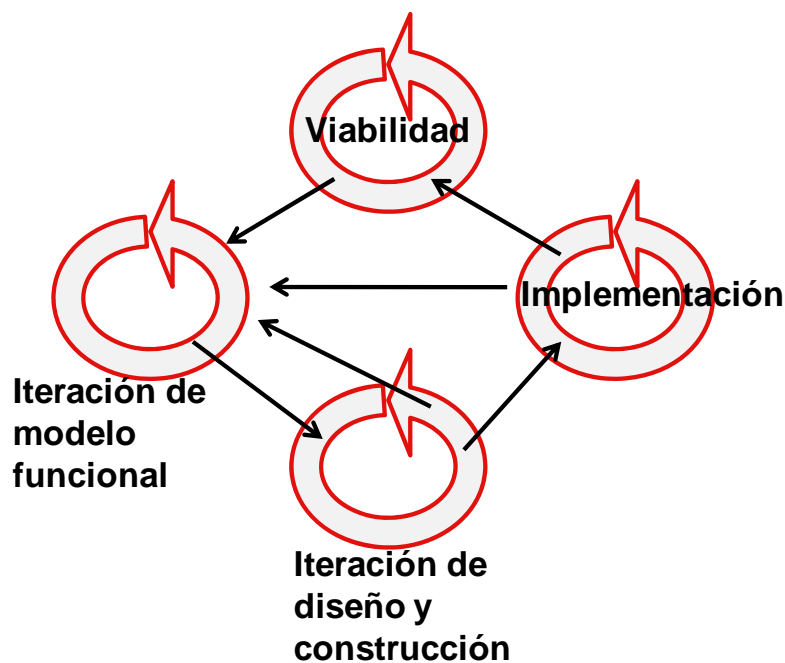 Viabilidad
Implementación
Iteración de
modelo
funcional
Iteración de
diseño y
construcción